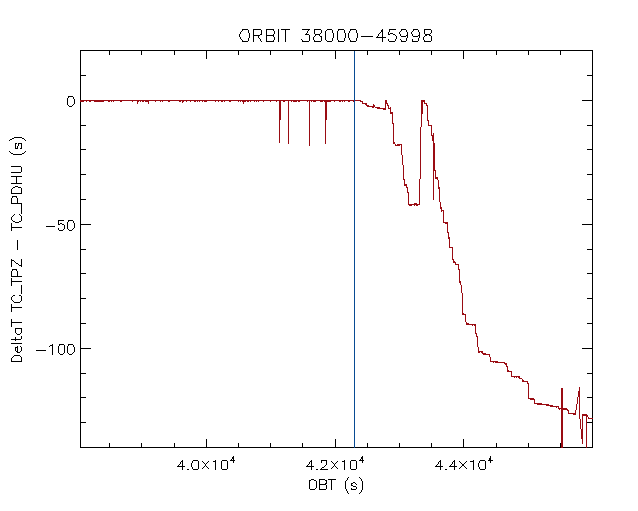 ORBIT 38000-45998
DeltaT TC_TPZ - TC_PDHU (s)
0
-50
-100
4.0×10⁴ 4.2×10⁴ 4.4×10⁴
OBT (s)